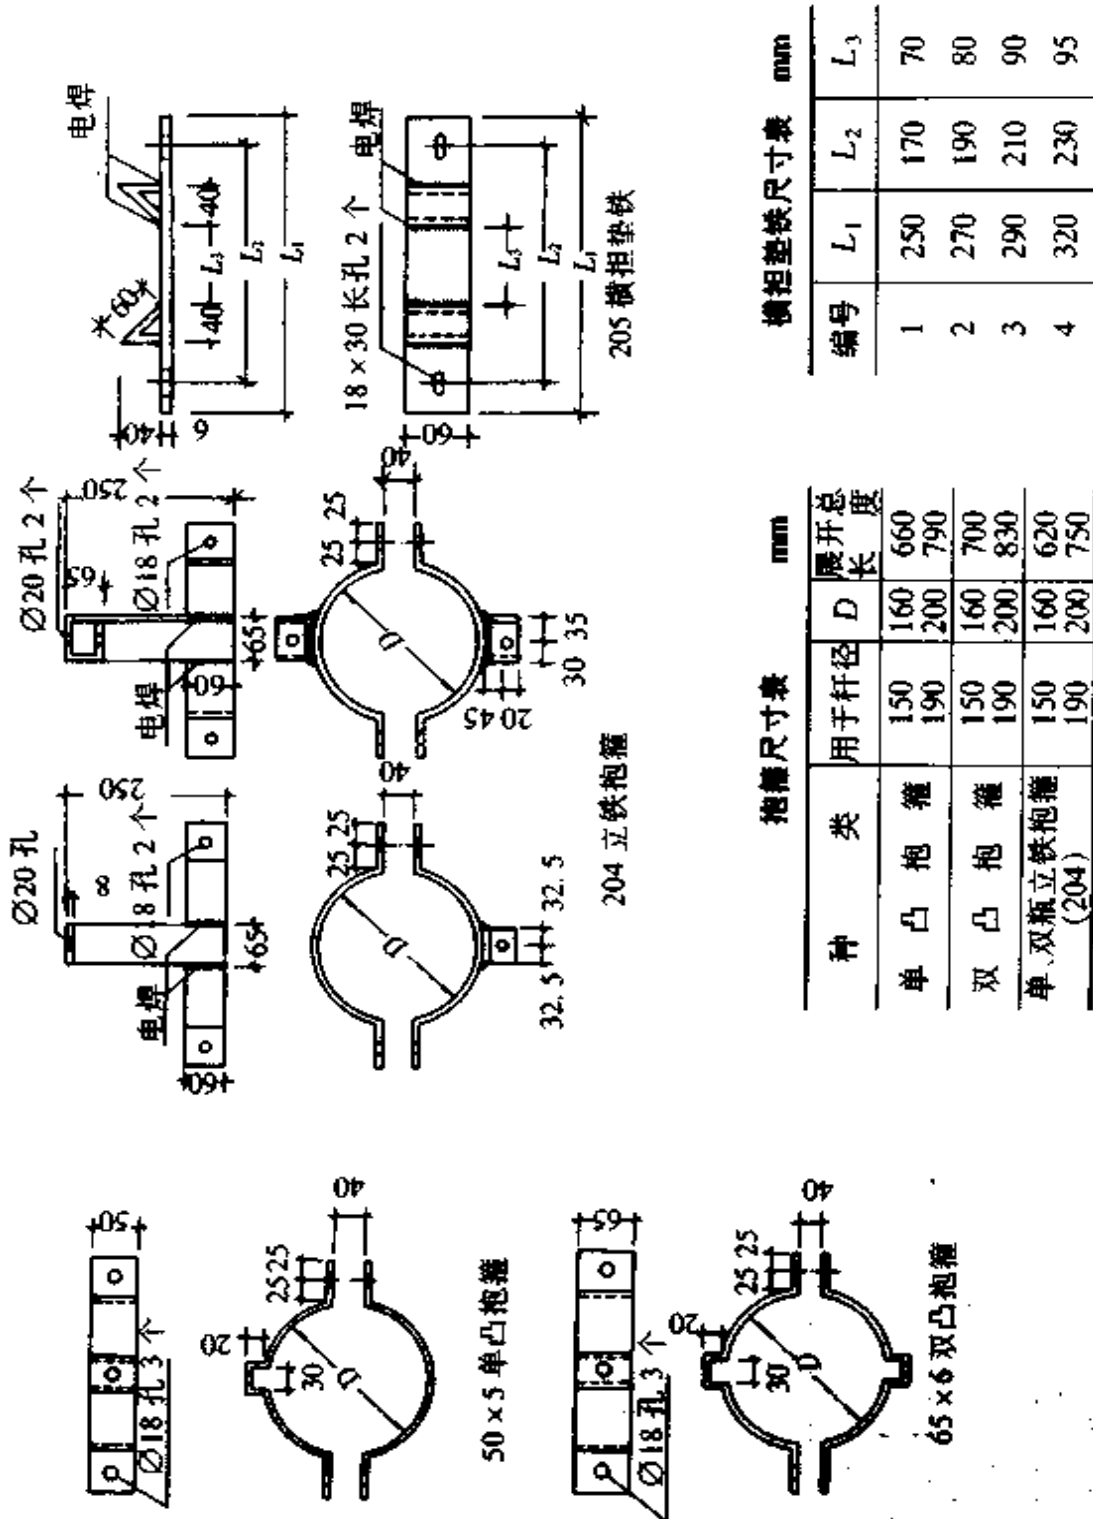 50
Ø18 孔 3 个
20
25 25
40
30
D
50 × 5 单凸抱箍
65
Ø18 孔 3 个
20
25 25
40
30
D
65 × 6 双凸抱箍
Ø20 孔
8
250
Ø18 孔 2 个
电焊
65
60
40
25 25
D
32.5 32.5
Ø20 孔 2 个
65
250
Ø18 孔 2 个
电焊
60
65
40
25 25
D
20 45
30 35
204 立铁抱箍
电焊
60
40
6
40 L₃ 40
L₂
L₁
18 × 30 长孔 2 个
电焊
60
L₃
L₂
L₁
205 横担垫铁
抱箍尺寸表 mm
种 类 用于杆径 D 展开总长度
单 凸 抱 箍 150 160 660
190 200 790
双 凸 抱 箍 150 160 700
190 200 830
单、双瓶立铁抱箍 150 160 620
(204) 190 200 750
横担垫铁尺寸表 mm
编号 L₁ L₂ L₃
1 250 170 70
2 270 190 80
3 290 210 90
4 320 230 95